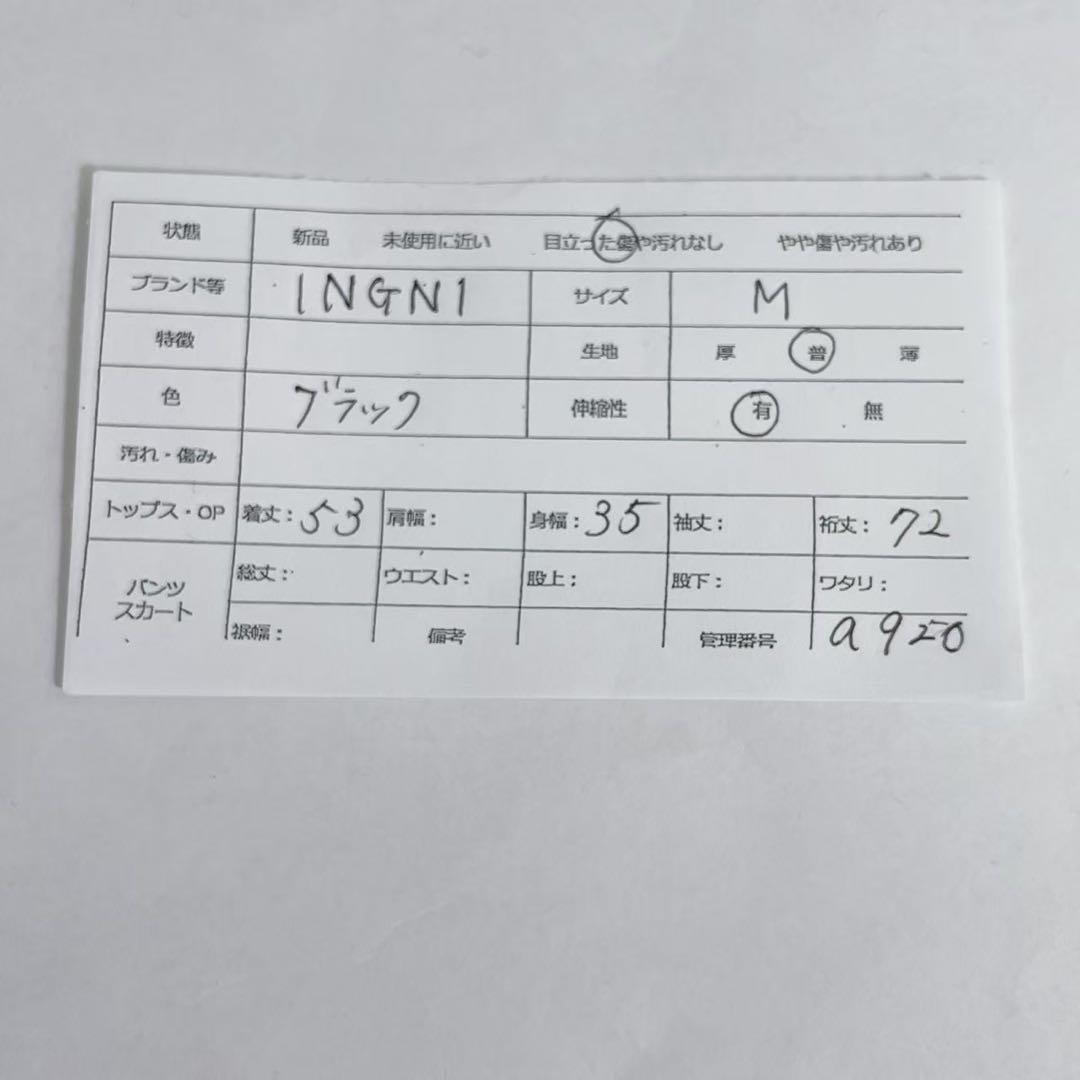 状態 新品 未使用に近い 目立った傷や汚れなし やや傷や汚れあり
ブランド等 INGNI サイズ M
特徴 生地 厚 普 薄
色 ブラック 伸縮性 有 無
汚れ・傷み
トップス・OP 着丈：53 肩幅： 身幅：35 袖丈： 裄丈：72
パンツ スカート 総丈： ウエスト： 股上： 股下： ワタリ：
裾幅： 備考 管理番号 a950